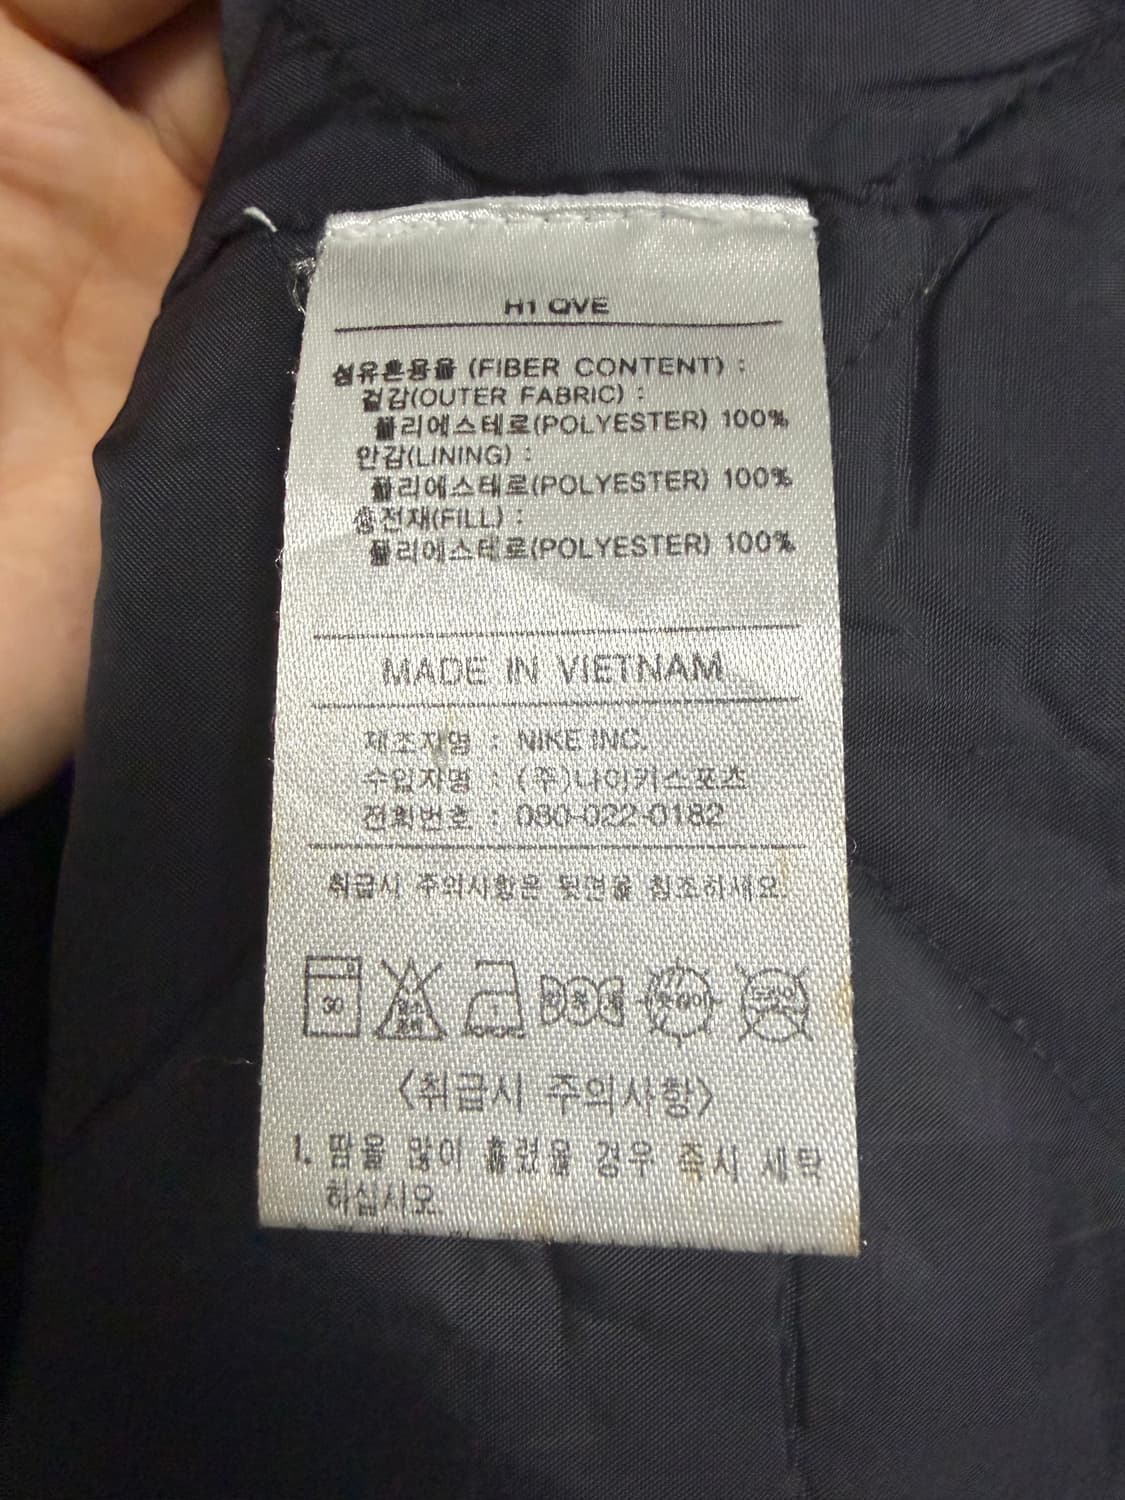 H1 QVE
섬유혼용율 (FIBER CONTENT) :
겉감(OUTER FABRIC) :
폴리에스테로(POLYESTER) 100%
안감(LINING) :
폴리에스테로(POLYESTER) 100%
충전재(FILL) :
폴리에스테로(POLYESTER) 100%
MADE IN VIETNAM
제조자명 : NIKE INC.
수입자명 : (주)나이키스포츠
전화번호 : 080-022-0182
취급시 주의사항은 뒷면을 참조하세요.
30
1
<취급시 주의사항>
1. 땀을 많이 흘렸을 경우 즉시 세탁
하십시오.